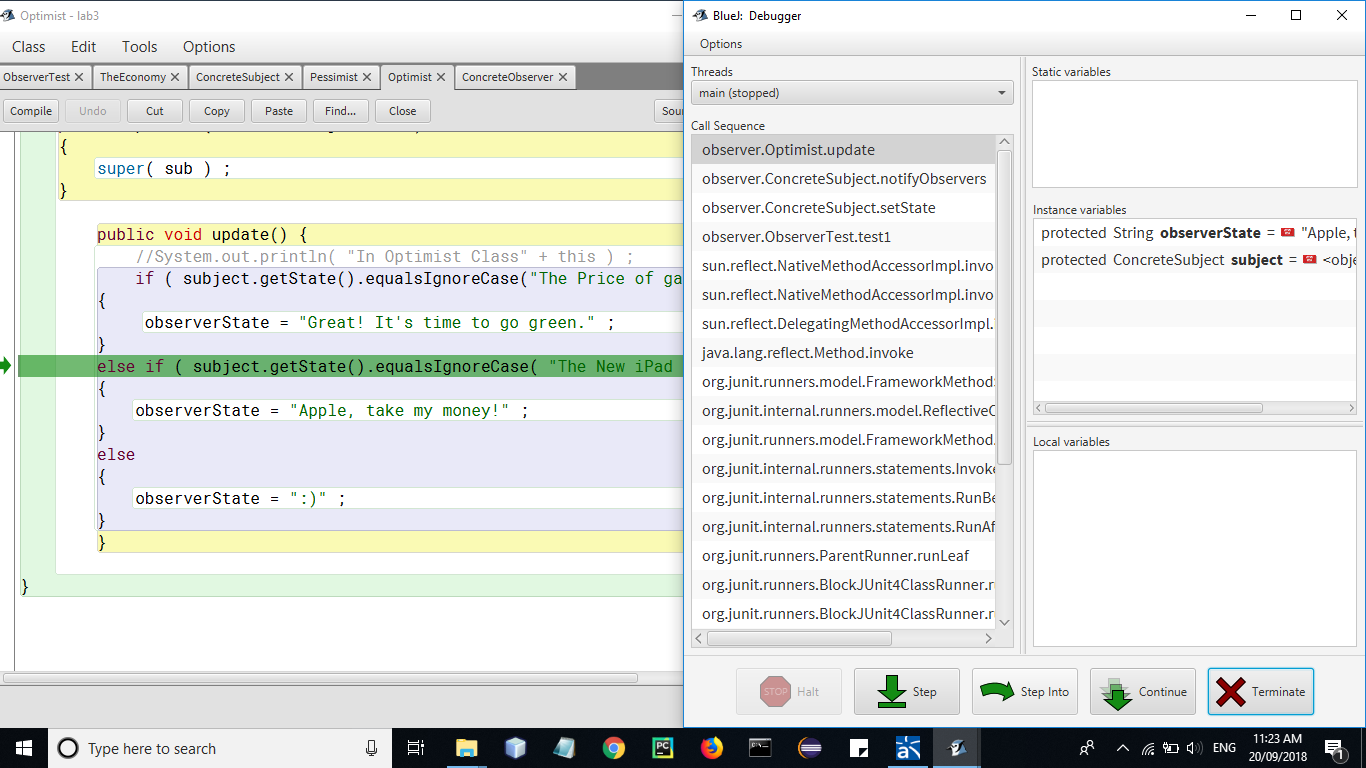 Optimist - lab3
Class Edit Tools Options
ObserverTest TheEconomy ConcreteSubject Pessimist Optimist ConcreteObserver
Compile Undo Cut Copy Paste Find... Close Sour
{
super( sub ) ;
}
public void update() {
//System.out.println( "In Optimist Class" + this ) ;
if ( subject.getState().equalsIgnoreCase("The Price of ga
{
observerState = "Great! It's time to go green." ;
}
else if ( subject.getState().equalsIgnoreCase( "The New iPad
{
observerState = "Apple, take my money!" ;
}
else
{
observerState = ":)" ;
}
}
}
BlueJ: Debugger
Options
Threads
main (stopped)
Call Sequence
observer.Optimist.update
observer.ConcreteSubject.notifyObservers
observer.ConcreteSubject.setState
observer.ObserverTest.test1
sun.reflect.NativeMethodAccessorImpl.invo
sun.reflect.NativeMethodAccessorImpl.invo
sun.reflect.DelegatingMethodAccessorImpl.
java.lang.reflect.Method.invoke
org.junit.runners.model.FrameworkMethod
org.junit.internal.runners.model.ReflectiveC
org.junit.runners.model.FrameworkMethod.
org.junit.internal.runners.statements.Invoke
org.junit.internal.runners.statements.RunBe
org.junit.internal.runners.statements.RunAf
org.junit.runners.ParentRunner.runLeaf
org.junit.runners.BlockJUnit4ClassRunner.r
org.junit.runners.BlockJUnit4ClassRunner.r
Static variables
Instance variables
protected String observerState = "Apple, t
protected ConcreteSubject subject = <obje
Local variables
STOP Halt Step Step Into Continue Terminate
Type here to search
PC
ENG
11:23 AM
20/09/2018
1